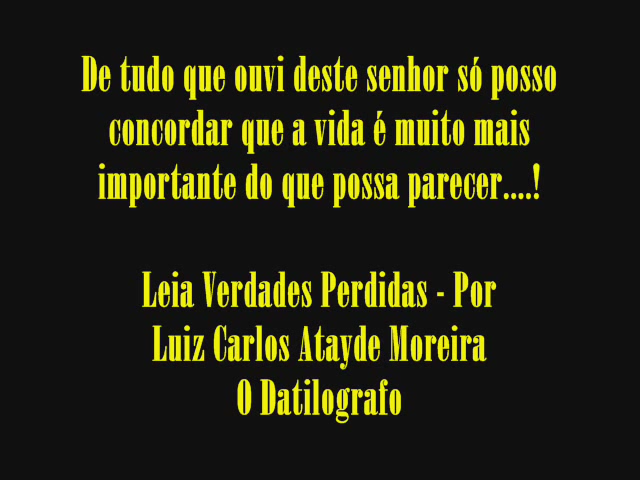 De tudo que ouvi deste senhor só posso
concordar que a vida é muito mais
importante do que possa parecer....!
Leia Verdades Perdidas - Por
Luiz Carlos Atayde Moreira
O Datilografo